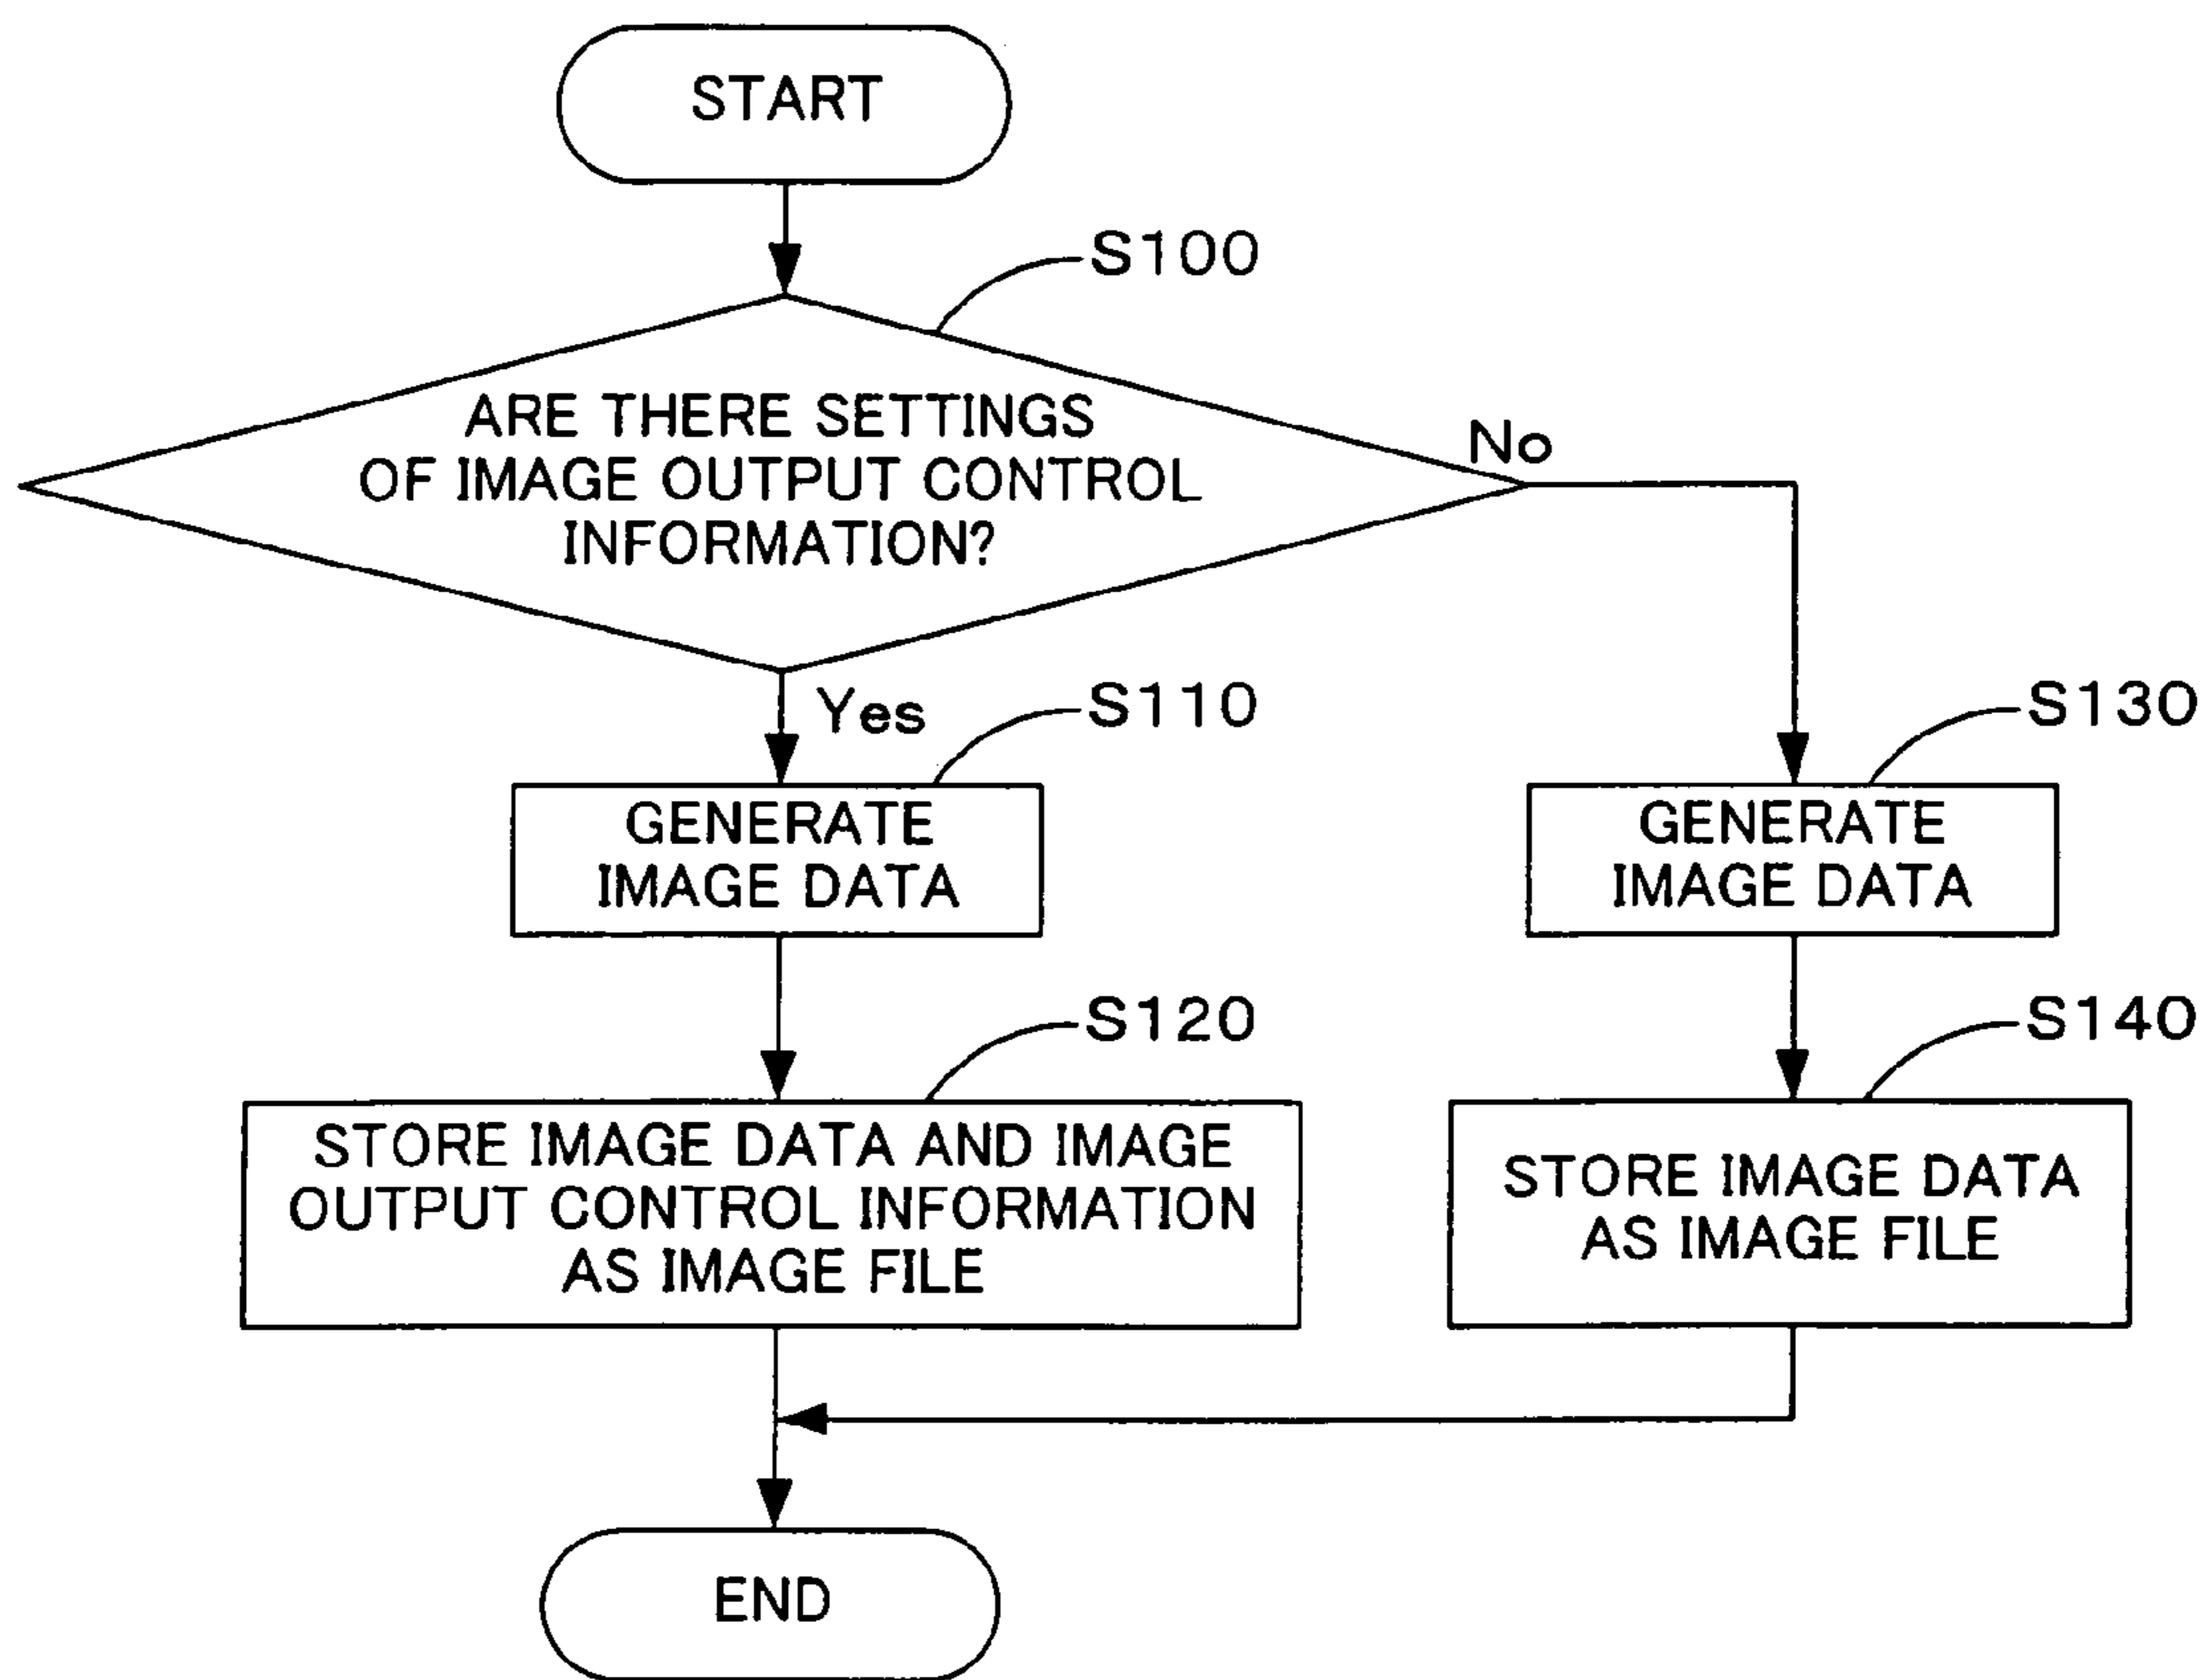 START
S100
ARE THERE SETTINGS
OF IMAGE OUTPUT CONTROL
INFORMATION?
No
Yes
S110
S130
GENERATE
IMAGE DATA
GENERATE
IMAGE DATA
S120
S140
STORE IMAGE DATA AND IMAGE
OUTPUT CONTROL INFORMATION
AS IMAGE FILE
STORE IMAGE DATA
AS IMAGE FILE
END